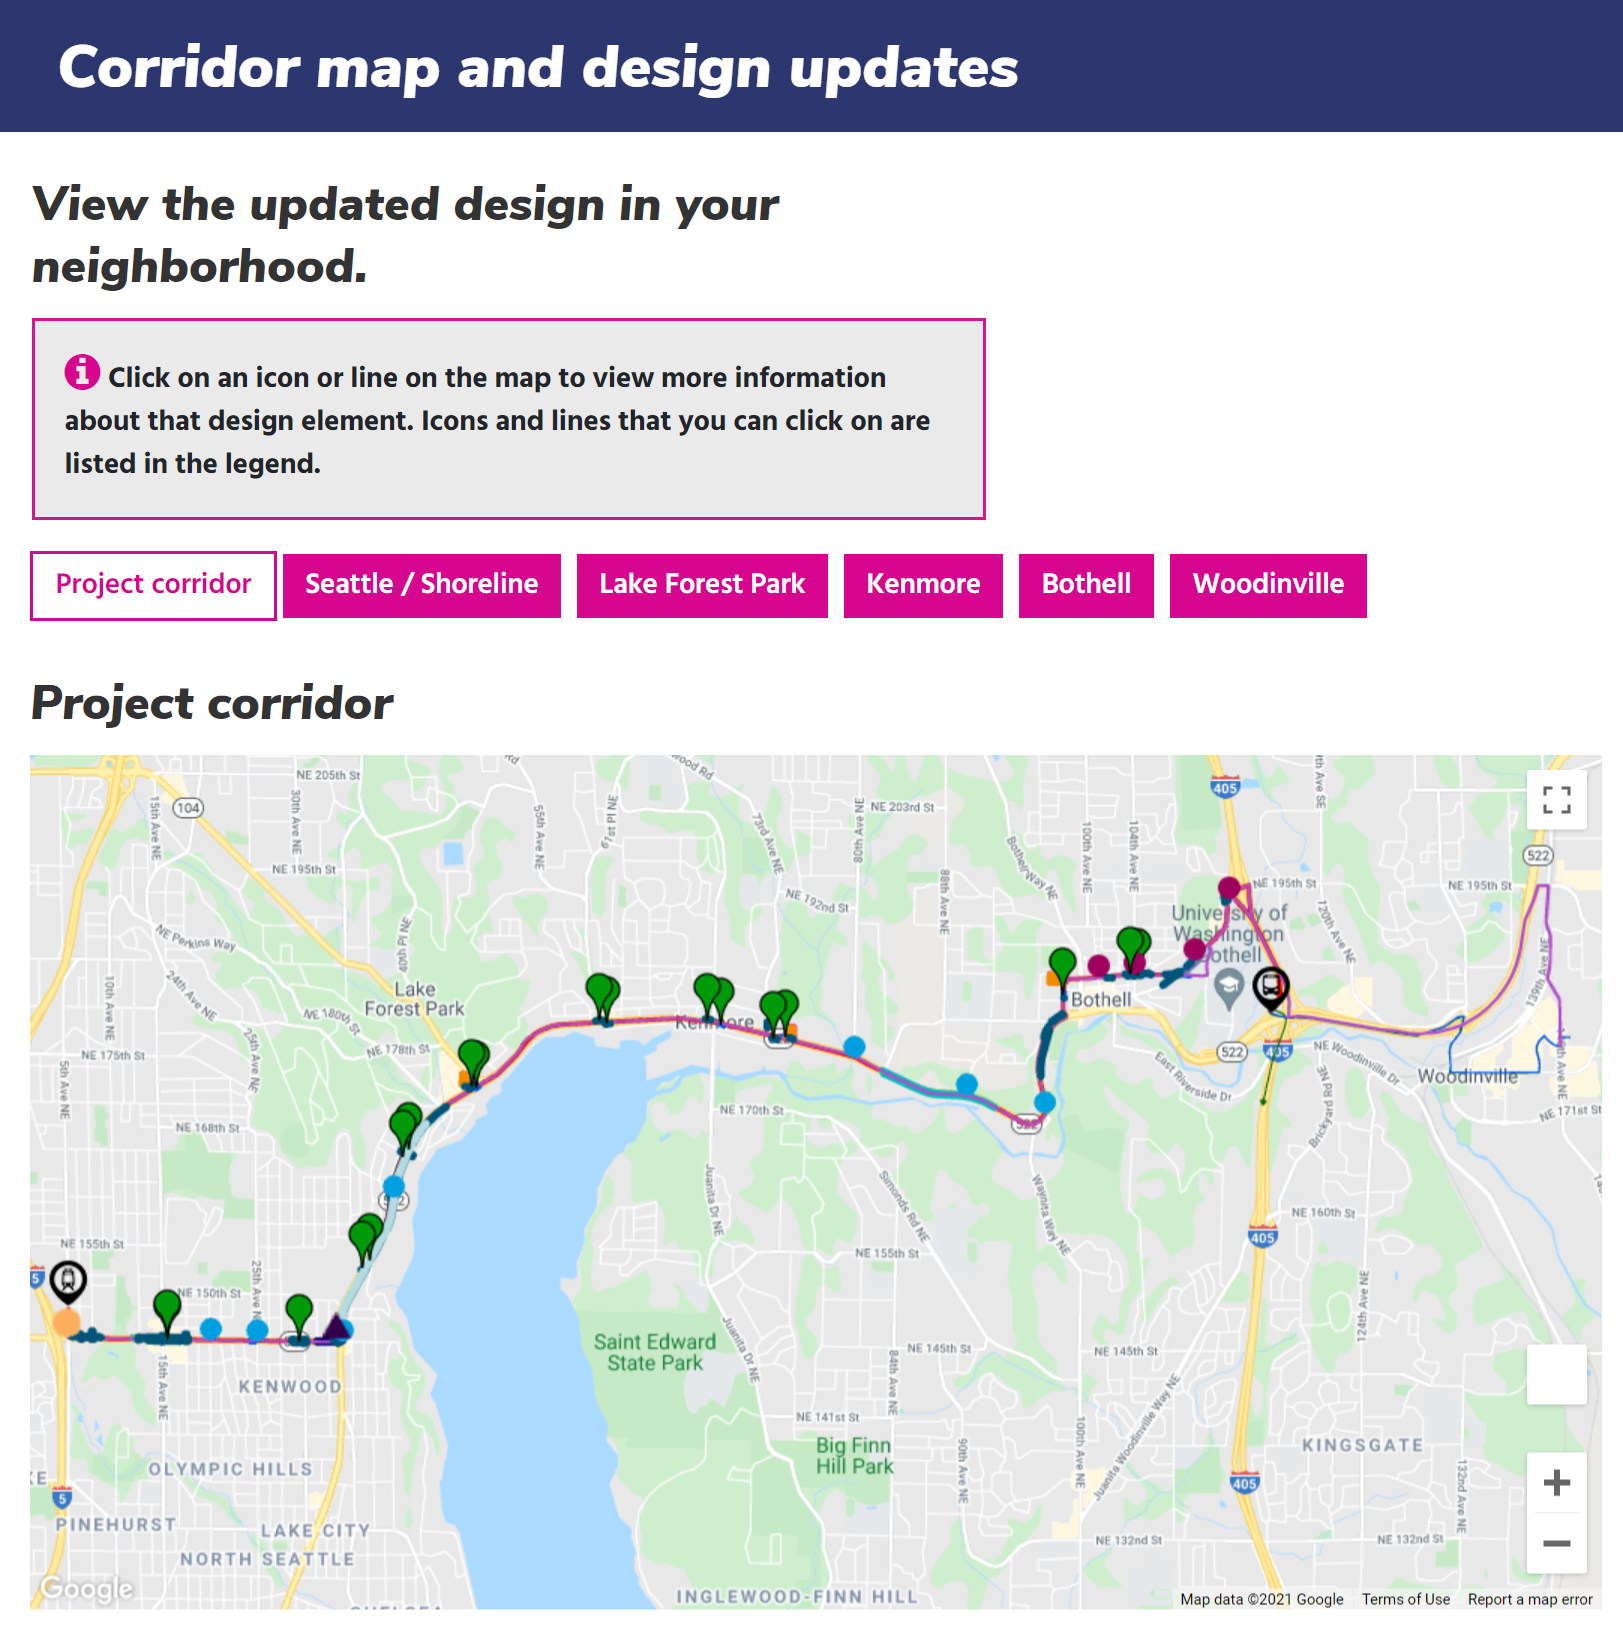 Corridor map and design updates
View the updated design in your
neighborhood.
Click on an icon or line on the map to view more information
about that design element. Icons and lines that you can click on are
listed in the legend.
Project corridor
Seattle / Shoreline
Lake Forest Park
Kenmore
Bothell
Woodinville
Project corridor
NE 205th St
104
15th Ave NE
30th Ave NE
55th Ave NE
61st Pl NE
73rd Ave NE
80th Ave NE
NE 203rd St
405
522
NE 195th St
NE 192nd St
88th Ave NE
Bothell Way NE
100th Ave NE
104th Ave NE
NE 195th St
120th Ave NE
NE 195th St
University of
Washington
Bothell
NE Perkins Way
40th Pl NE
24th Ave NE
10th Ave NE
Lake
Forest Park
NE 180th St
25th Ave NE
NE 178th St
Kenmore
Bothell
139th Ave NE
NE 175th St
5th Ave NE
522
405
East Riverside Dr
NE Woodinville Dr
Woodinville
NE 171st St
NE 170th St
522
Brickyard Rd NE
NE 168th St
522
Juanita Dr NE
Simonds Rd NE
Waynita Way NE
NE 160th St
405
NE 155th St
NE 155th St
5
25th Ave NE
NE 150th St
124th Ave NE
Saint Edward
State Park
Juanita Dr NE
NE 145th St
NE 145th St
84th Ave NE
15th Ave NE
KENWOOD
Juanita Woodinville Way NE
NE 141st St
Big Finn
Hill Park
90th Ave NE
100th Ave NE
KINGSGATE
OLYMPIC HILLS
132nd Ave NE
405
5
PINEHURST
LAKE CITY
NE 132nd St
NE 132nd St
NORTH SEATTLE
Google
INGLEWOOD-FINN HILL
Map data ©2021 Google
Terms of Use
Report a map error